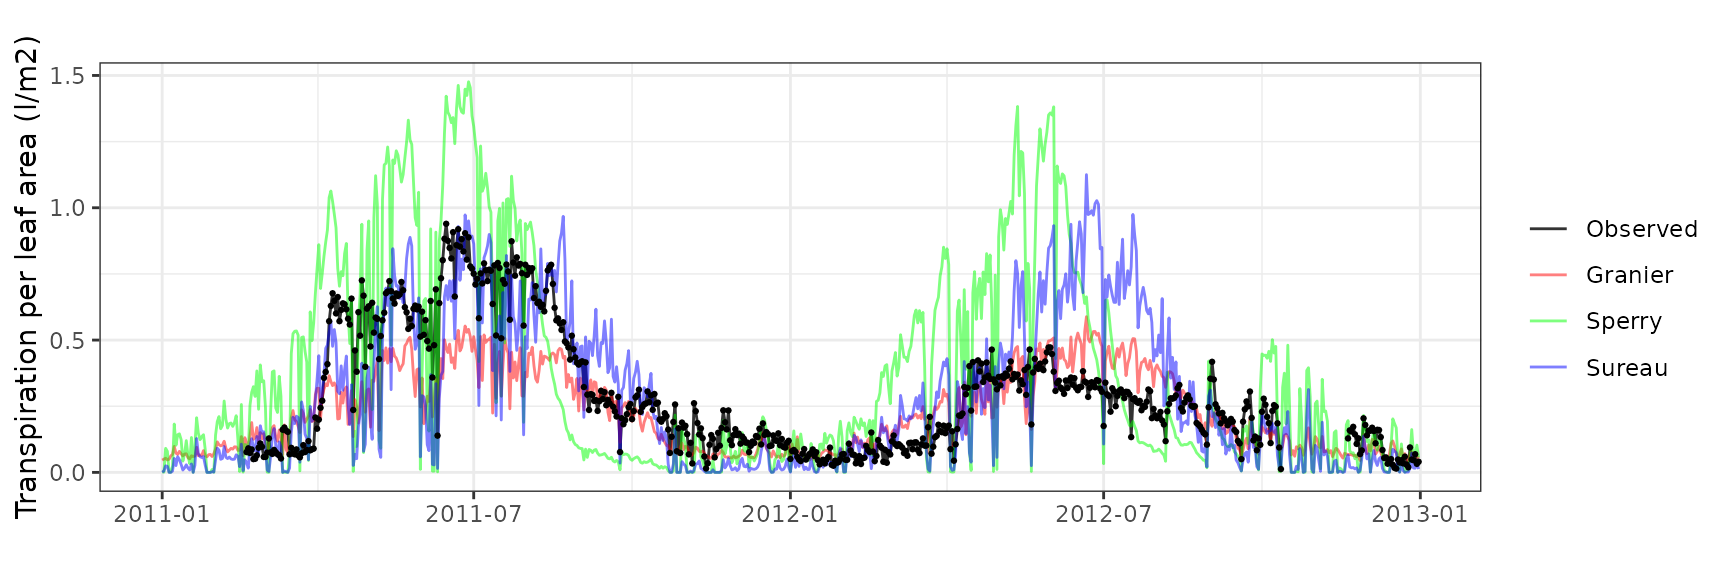 Transpiration per leaf area (l/m2)
1.5
1.0
0.5
0.0
2011-01
2011-07
2012-01
2012-07
2013-01
Observed
Granier
Sperry
Sureau